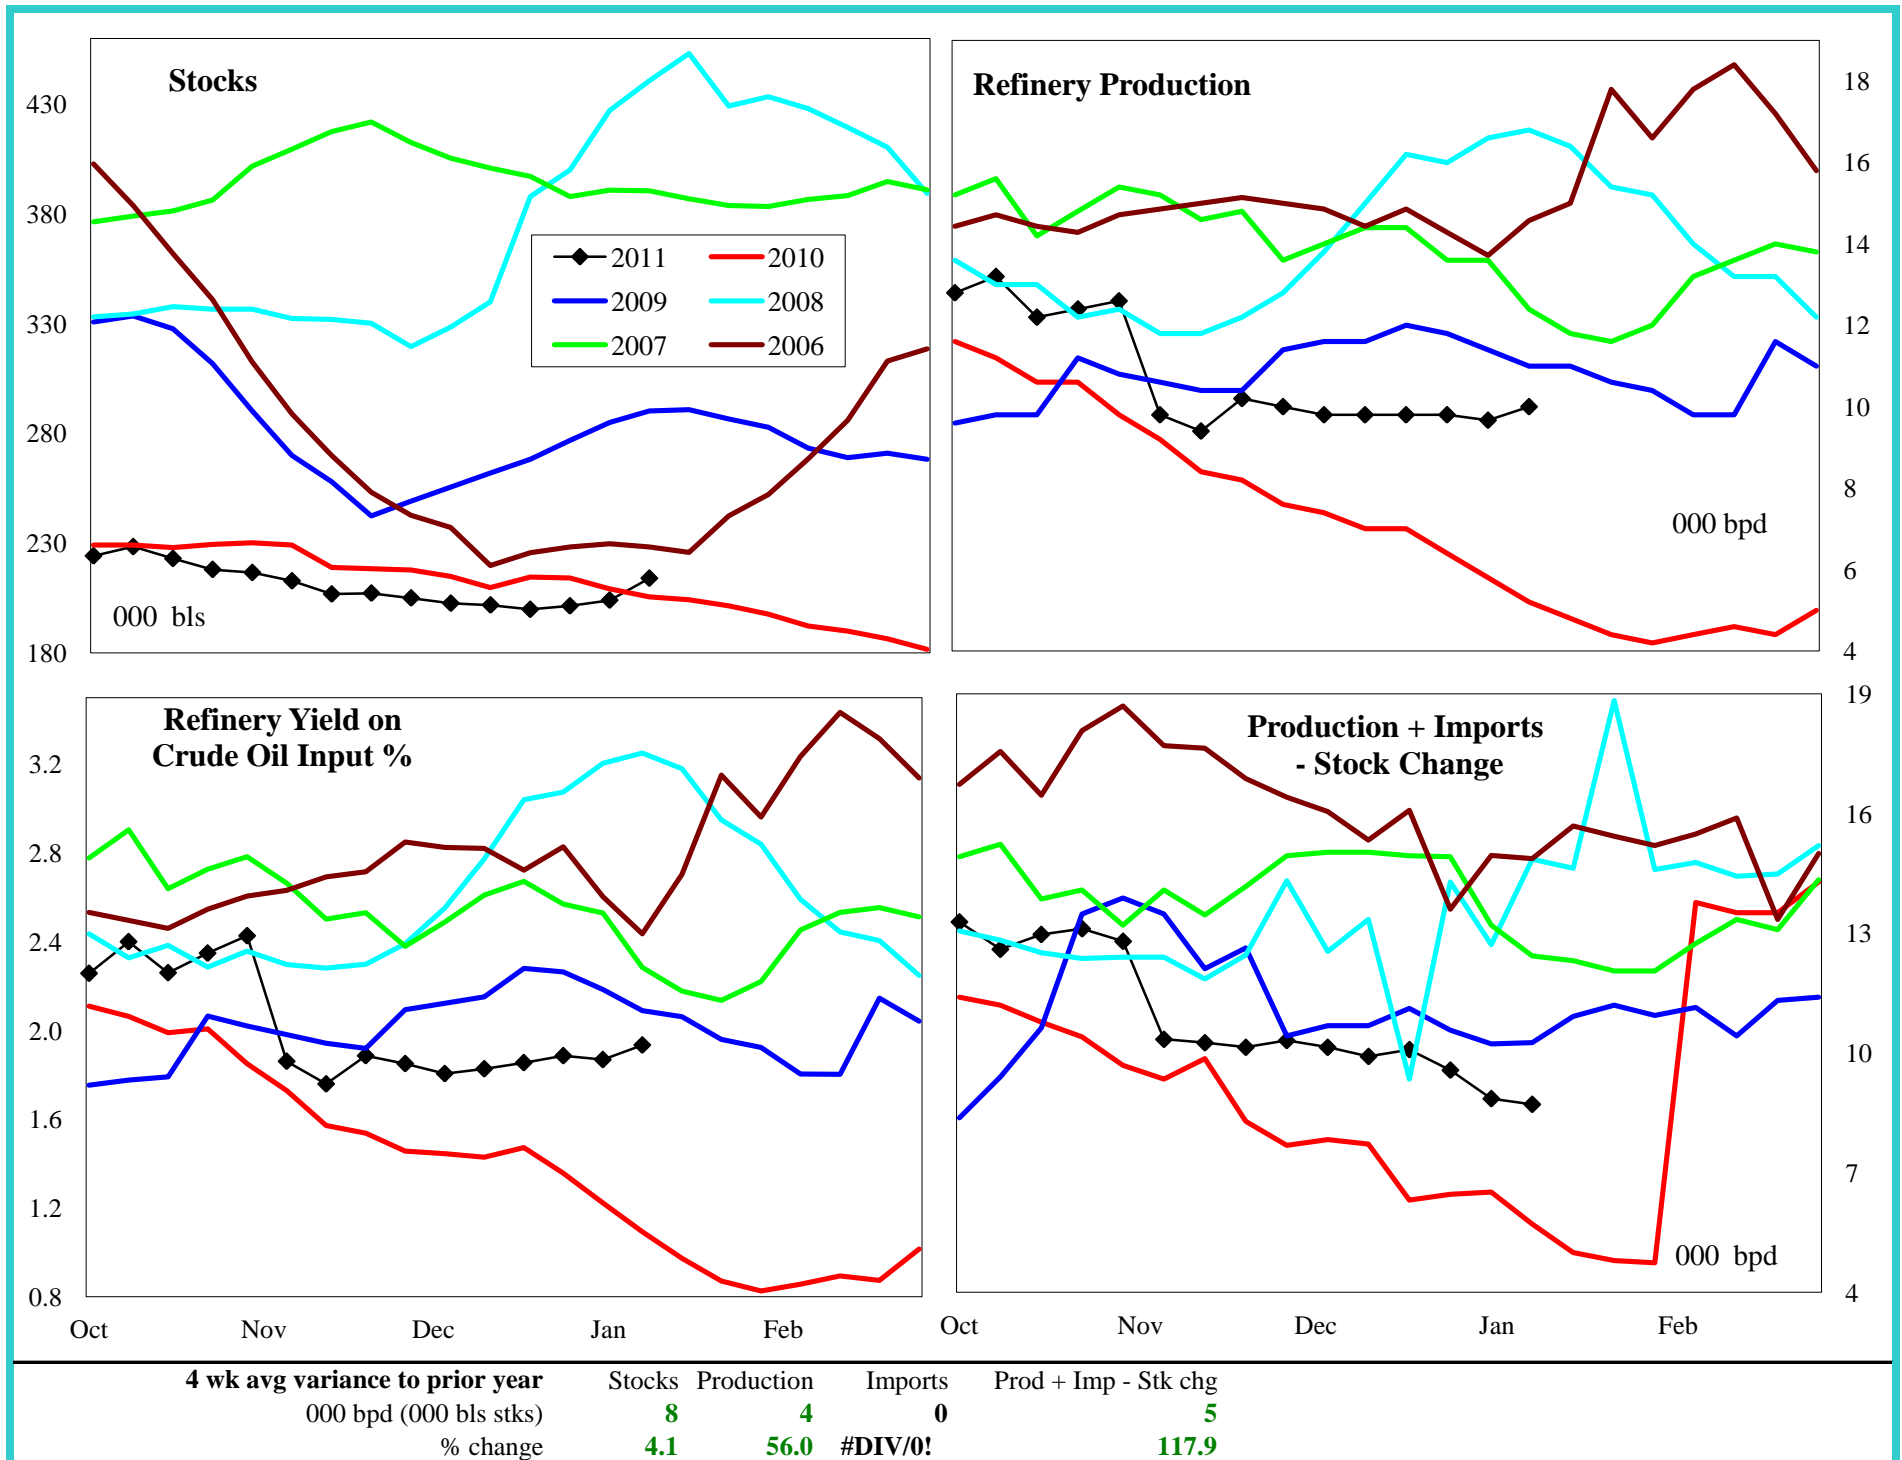 Stocks
430
380
330
280
230
180
2011
2010
2009
2008
2007
2006
000 bls
Refinery Production
18
16
14
12
10
8
6
4
000 bpd
Refinery Yield on
Crude Oil Input %
3.2
2.8
2.4
2.0
1.6
1.2
0.8
Oct Nov Dec Jan Feb
Production + Imports
- Stock Change
19
16
13
10
7
4
000 bpd
Oct Nov Dec Jan Feb
4 wk avg variance to prior year Stocks Production Imports Prod + Imp - Stk chg
000 bpd (000 bls stks) 8 4 0 5
% change 4.1 56.0 #DIV/0! 117.9